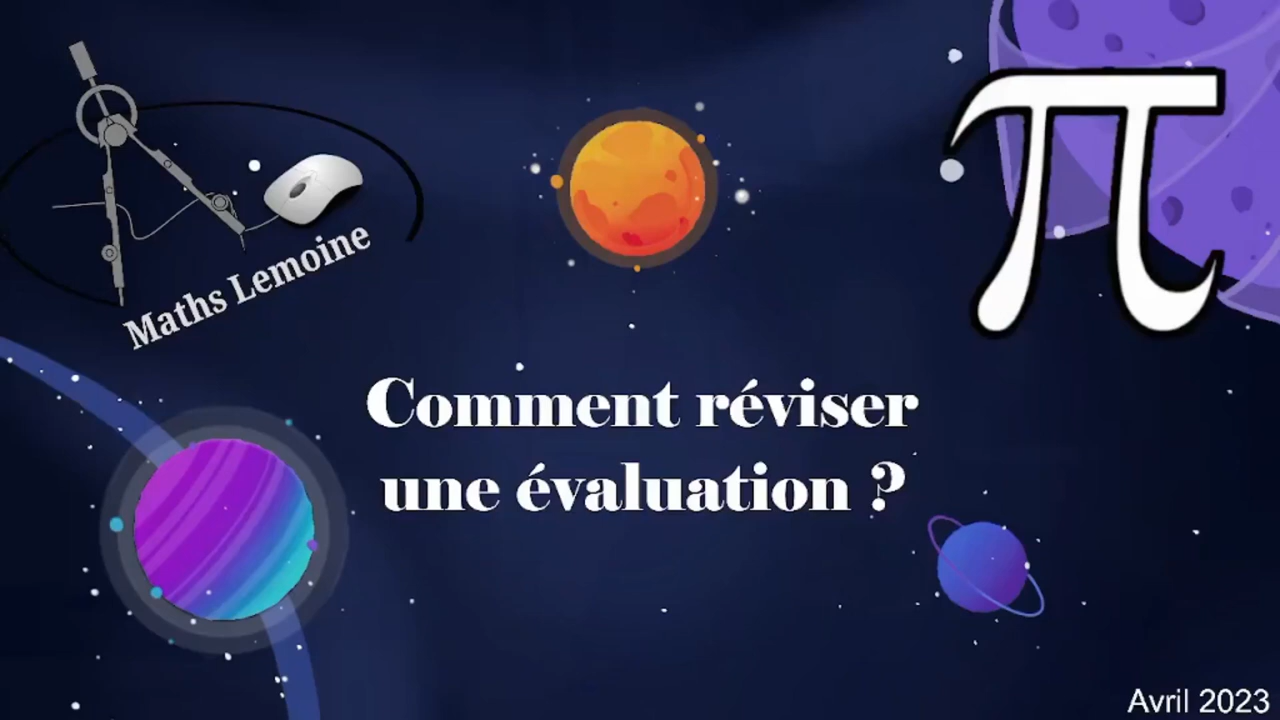 Maths Lemoine
π
Comment réviser
une évaluation ?
Avril 2023